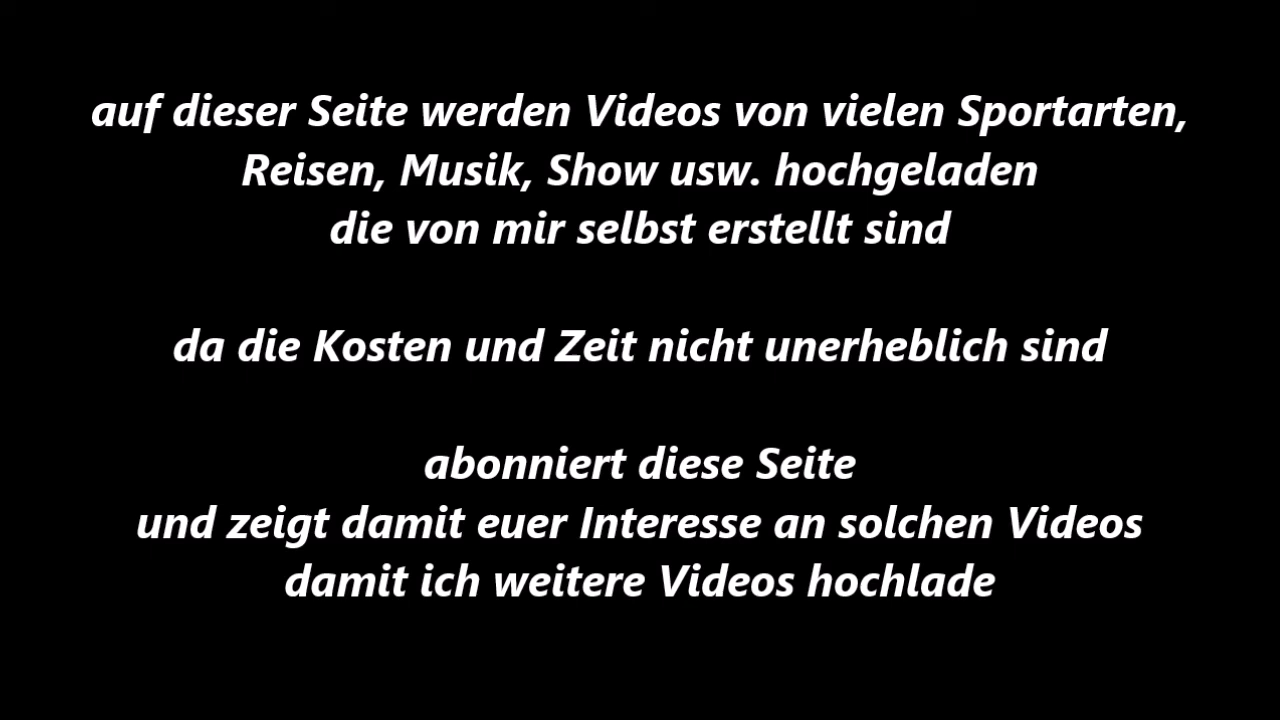 auf dieser Seite werden Videos von vielen Sportarten,
Reisen, Musik, Show usw. hochgeladen
die von mir selbst erstellt sind
da die Kosten und Zeit nicht unerheblich sind
abonniert diese Seite
und zeigt damit euer Interesse an solchen Videos
damit ich weitere Videos hochlade